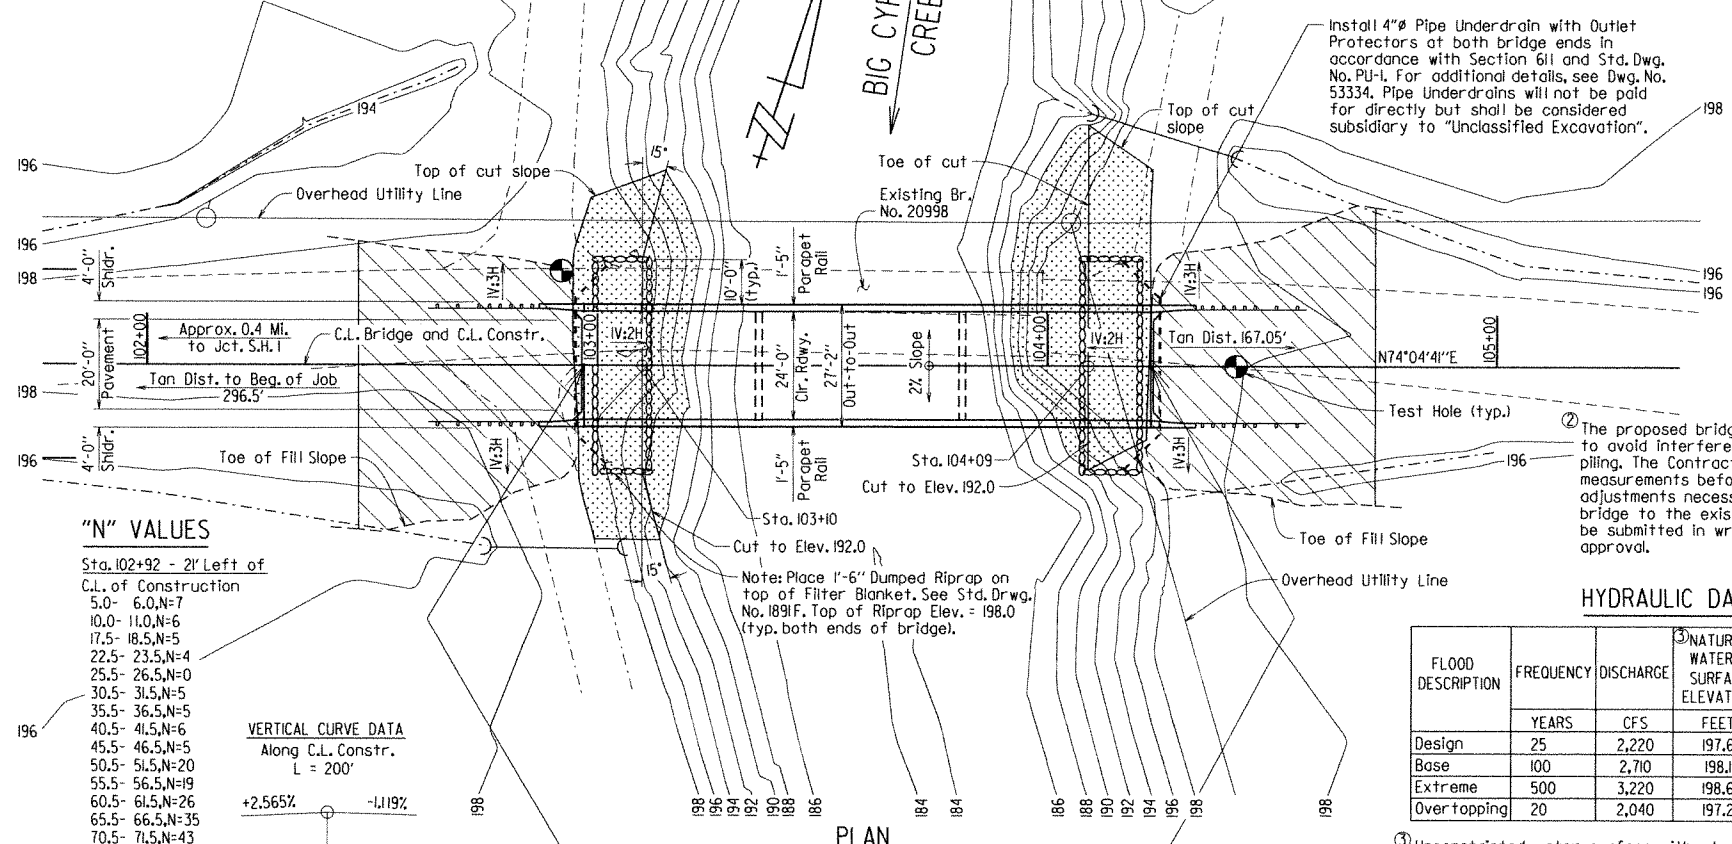 BIG CYP
CREE
Install 4"ø Pipe Underdrain with Outlet
Protectors at both bridge ends in
accordance with Section 611 and Std. Dwg.
No. PU-1. For additional details, see Dwg. No.
53334. Pipe Underdrains will not be paid
for directly but shall be considered
subsidiary to "Unclassified Excavation".
198
194
15°
Top of cut
slope
196
Top of cut slope
Toe of cut
Overhead Utility Line
Existing Br.
No. 20998
196
198
4'-0"
Shldr.
1V:3H
10'-0"
(typ.)
1'-5"
Parapet
Rail
1V:3H
196
196
102+00
Approx. 0.4 Mi.
to Jct. S.H. 1
C.L. Bridge and C.L. Constr.
103+00
1V:2H
104+00
1V:2H
Tan Dist. 167.05'
105+00
20'-0"
Pavement
Tan Dist. to Beg. of Job
296.5'
24'-0"
Clr. Rdwy.
27'-2"
Out-to-Out
2% Slope
N74°04'41"E
198
Test Hole (typ.)
196
4'-0"
Shldr.
Toe of Fill Slope
1V:3H
1'-5"
Parapet
Rail
Sta. 104+09
Cut to Elev. 192.0
1V:3H
196
② The proposed bridg
to avoid interfere
piling. The Contract
measurements befo
adjustments necess
bridge to the exis
be submitted in wr
approval.
Sta. 103+10
Cut to Elev. 192.0
15°
Toe of Fill Slope
Overhead Utility Line
Note: Place 1'-6" Dumped Riprap on
top of Filter Blanket. See Std. Drwg.
No. 1891F. Top of Riprap Elev. = 198.0
(typ. both ends of bridge).
"N" VALUES
Sta. 102+92 - 21' Left of
C.L. of Construction
5.0- 6.0, N=7
10.0- 11.0, N=6
17.5- 18.5, N=5
22.5- 23.5, N=4
25.5- 26.5, N=0
30.5- 31.5, N=5
35.5- 36.5, N=5
40.5- 41.5, N=6
45.5- 46.5, N=5
50.5- 51.5, N=20
55.5- 56.5, N=19
60.5- 61.5, N=26
65.5- 66.5, N=35
70.5- 71.5, N=43
196
VERTICAL CURVE DATA
Along C.L. Constr.
L = 200'
+2.565% -1.119%
198
198 196 194 192 190 188 186 184 184 186 188 190 192 194 196 198 198
PLAN
HYDRAULIC DA
FLOOD DESCRIPTION FREQUENCY DISCHARGE ③NATUR WATER SURFA ELEVAT
YEARS CFS FEET
Design 25 2,220 197.6
Base 100 2,710 198.1
Extreme 500 3,220 198.6
Overtopping 20 2,040 197.2